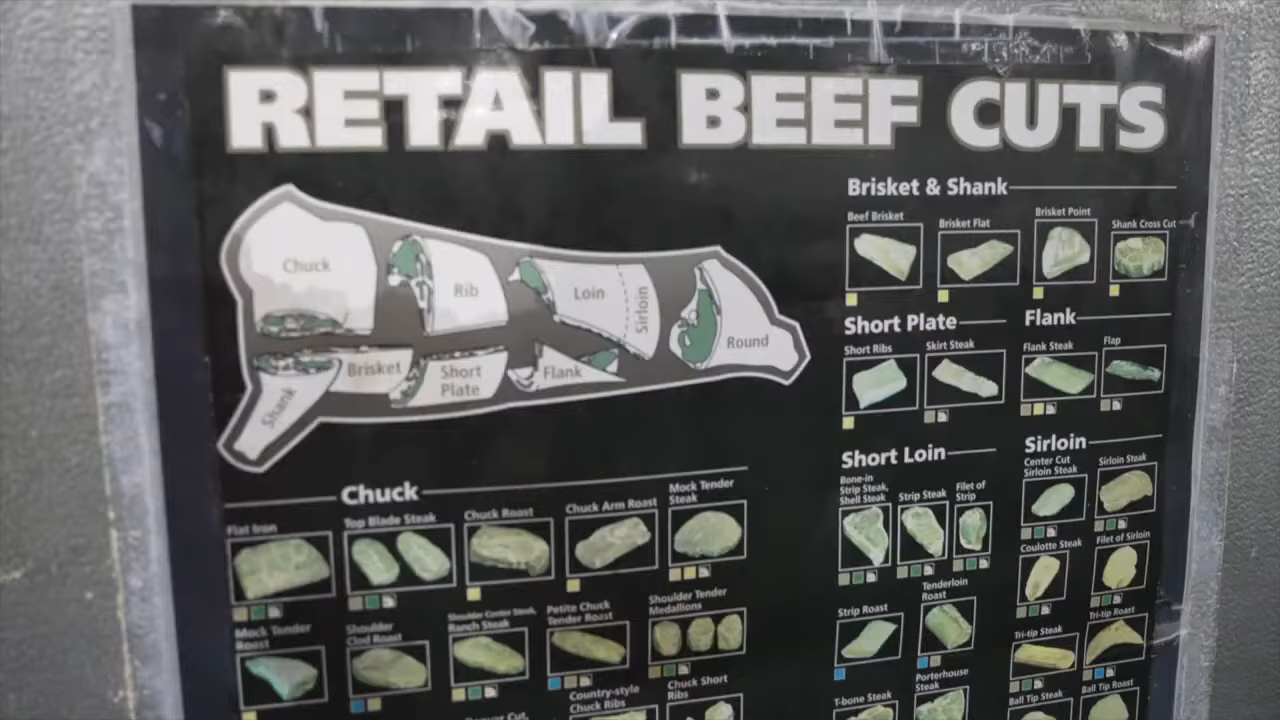 RETAIL BEEF CUTS
Chuck
Rib
Loin
Sirloin
Round
Brisket
Short
Plate
Flank
Shank
Brisket & Shank
Beef Brisket
Brisket Flat
Brisket Point
Shank Cross Cut
Short Plate
Short Ribs
Skirt Steak
Flank
Flank Steak
Flap
Chuck
Flat Iron
Top Blade Steak
Chuck Roast
Chuck Arm Roast
Mock Tender
Steak
Mock Tender
Roast
Shoulder
Clod Roast
Shoulder Center Steak,
Ranch Steak
Petite Chuck
Tender Roast
Shoulder Tender
Medallions
Country-style
Chuck Ribs
Chuck Short
Ribs
Short Loin
Bone-in
Strip Steak,
Shell Steak
Strip Steak
Filet of
Strip
Strip Roast
Tenderloin
Roast
T-bone Steak
Porterhouse
Steak
Sirloin
Center Cut
Sirloin Steak
Sirloin Steak
Coulotte Steak
Filet of Sirloin
Tri-tip Steak
Tri-tip Roast
Ball Tip Steak
Ball Tip Roast